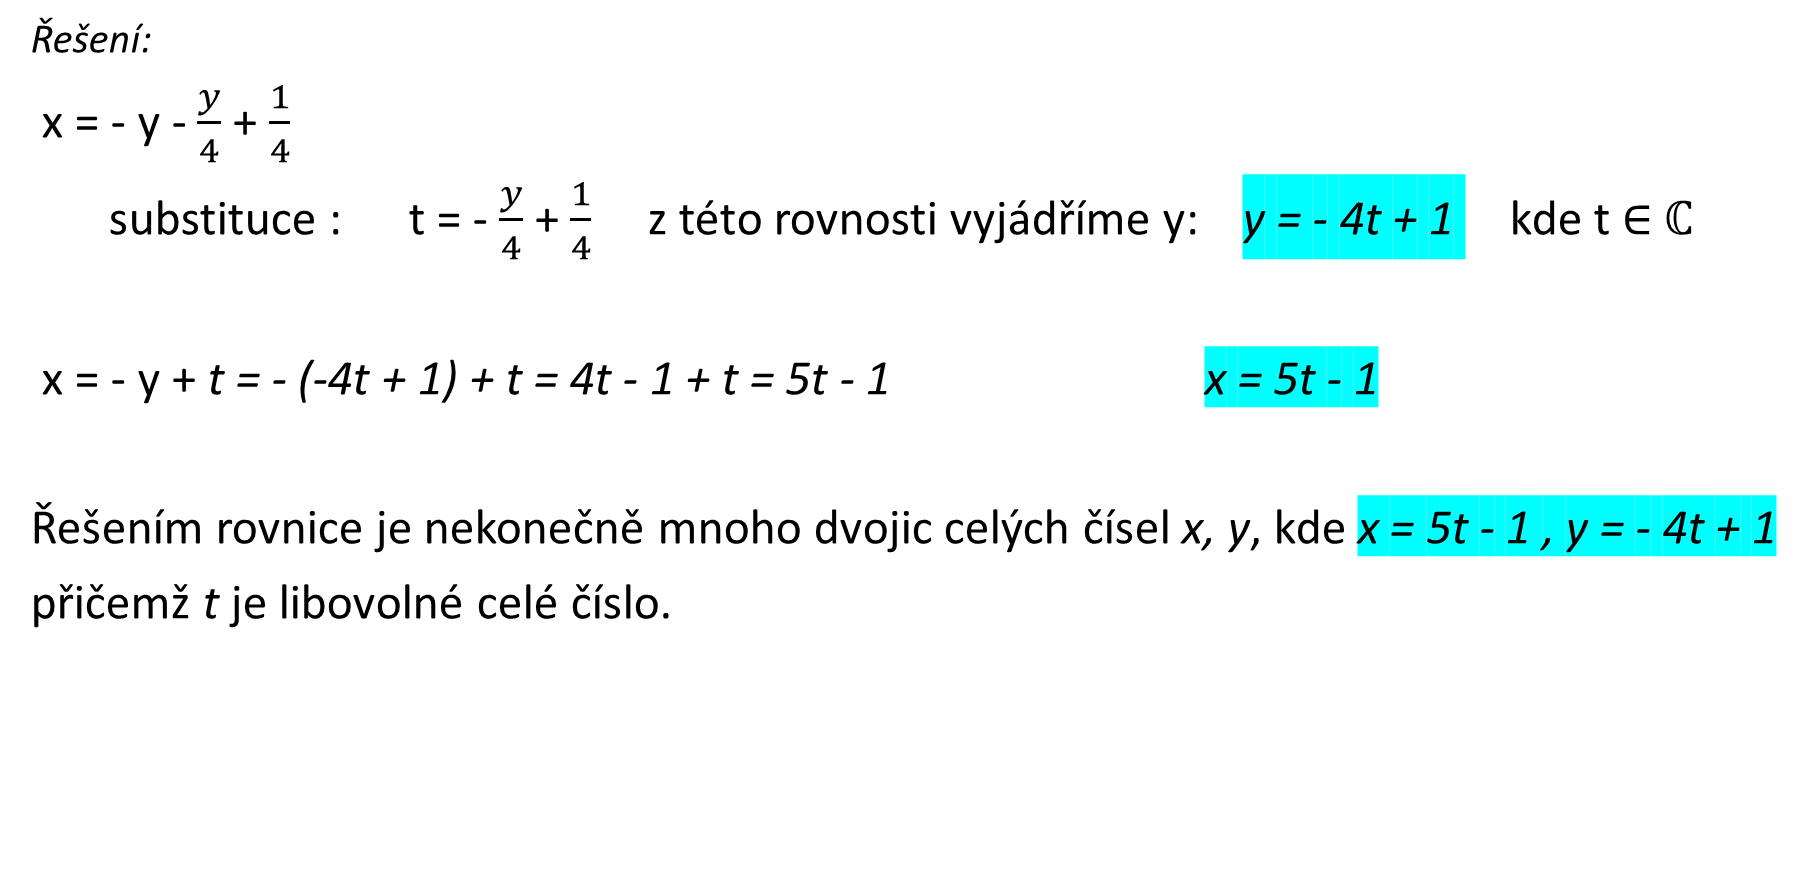 Řešení:
x = - y - y/4 + 1/4
substituce : t = - y/4 + 1/4 z této rovnosti vyjádříme y: y = - 4t + 1 kde t ∈ ℂ
x = - y + t = - (-4t + 1) + t = 4t - 1 + t = 5t - 1 x = 5t - 1
Řešením rovnice je nekonečně mnoho dvojic celých čísel x, y, kde x = 5t - 1 , y = - 4t + 1
přičemž t je libovolné celé číslo.